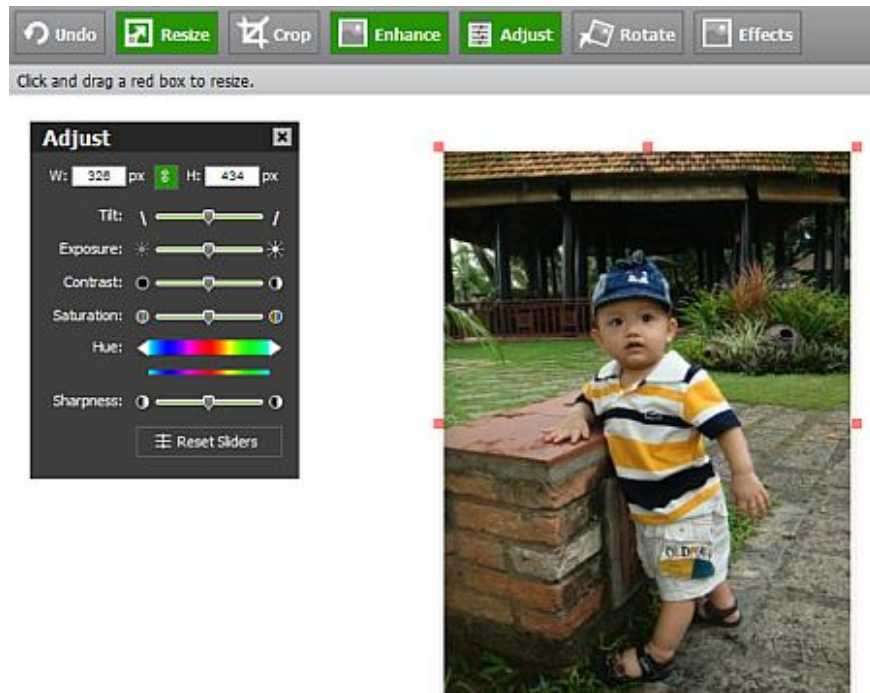 Undo Resize Crop Enhance Adjust Rotate Effects
Click and drag a red box to resize.
Adjust
W: 326 px H: 434 px
Tilt:
Exposure:
Contrast:
Saturation:
Hue:
Sharpness:
Reset Sliders